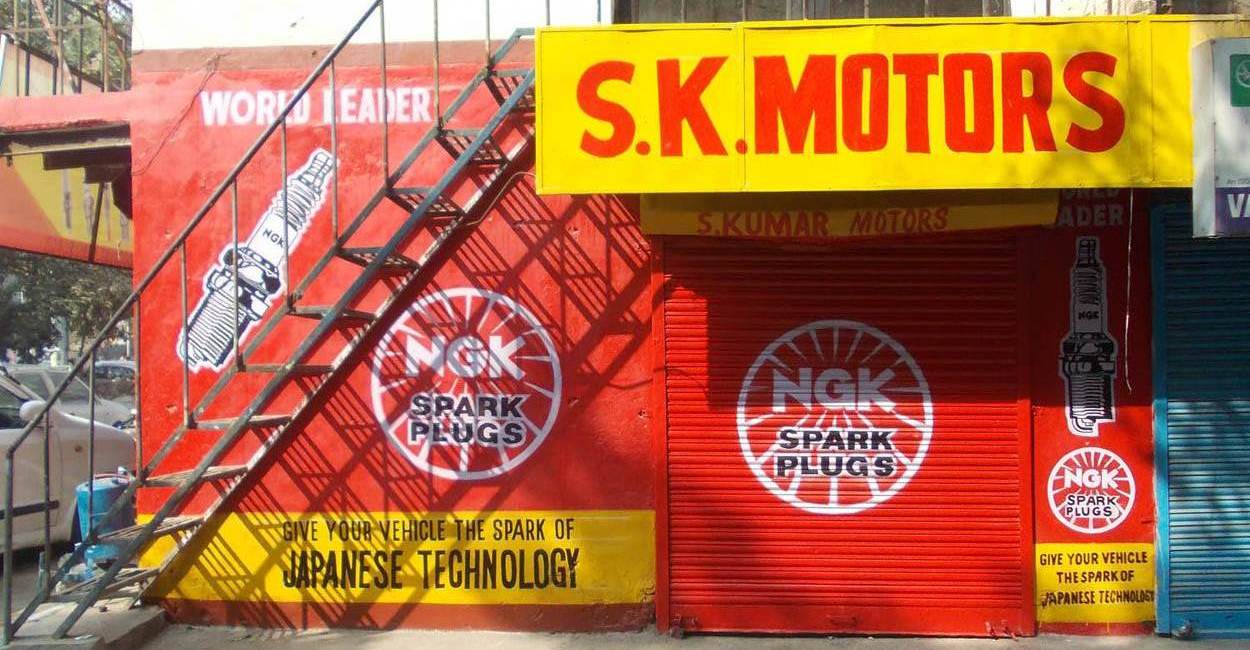 WORLD LEADER
NGK
NGK
SPARK
PLUGS
GIVE YOUR VEHICLE THE SPARK OF
JAPANESE TECHNOLOGY
S.K.MOTORS
S.KUMAR MOTORS
NGK
SPARK
PLUGS
NGK
NGK
SPARK
PLUGS
GIVE YOUR VEHICLE
THE SPARK OF
JAPANESE TECHNOLOGY